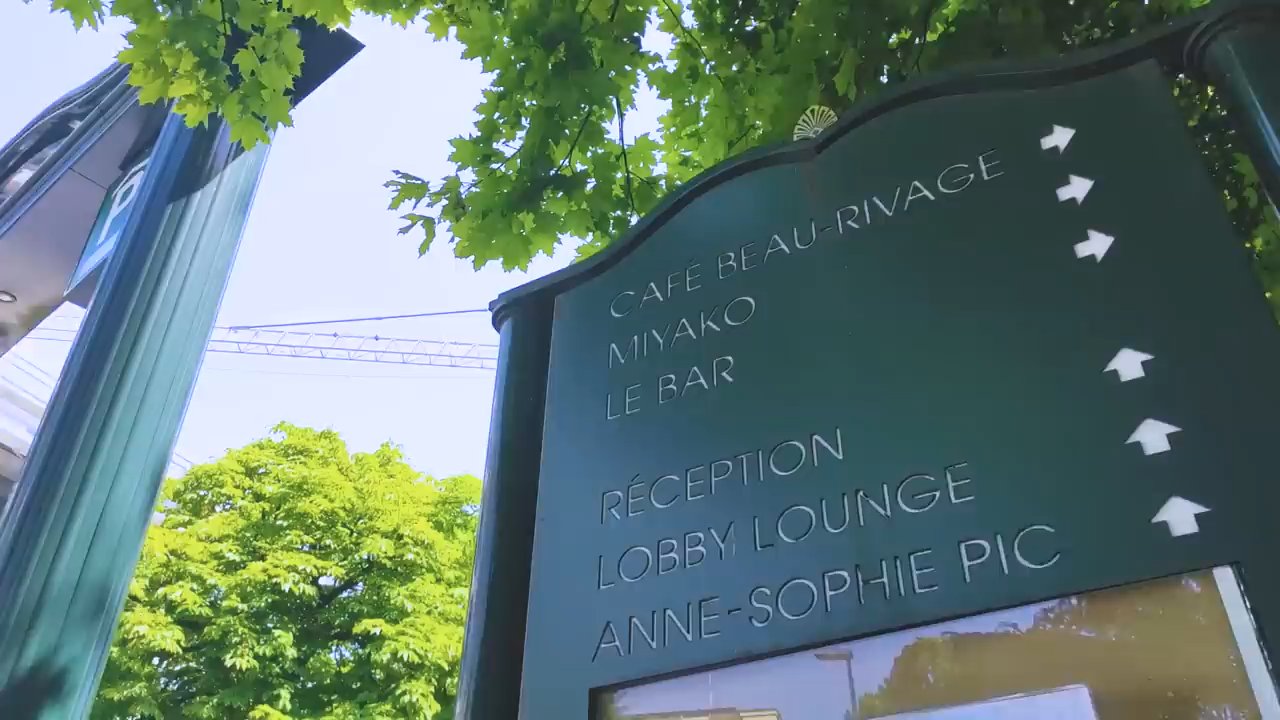 CAFÉ BEAU-RIVAGE
MIYAKO
LE BAR
RÉCEPTION
LOBBY LOUNGE
ANNE-SOPHIE PIC